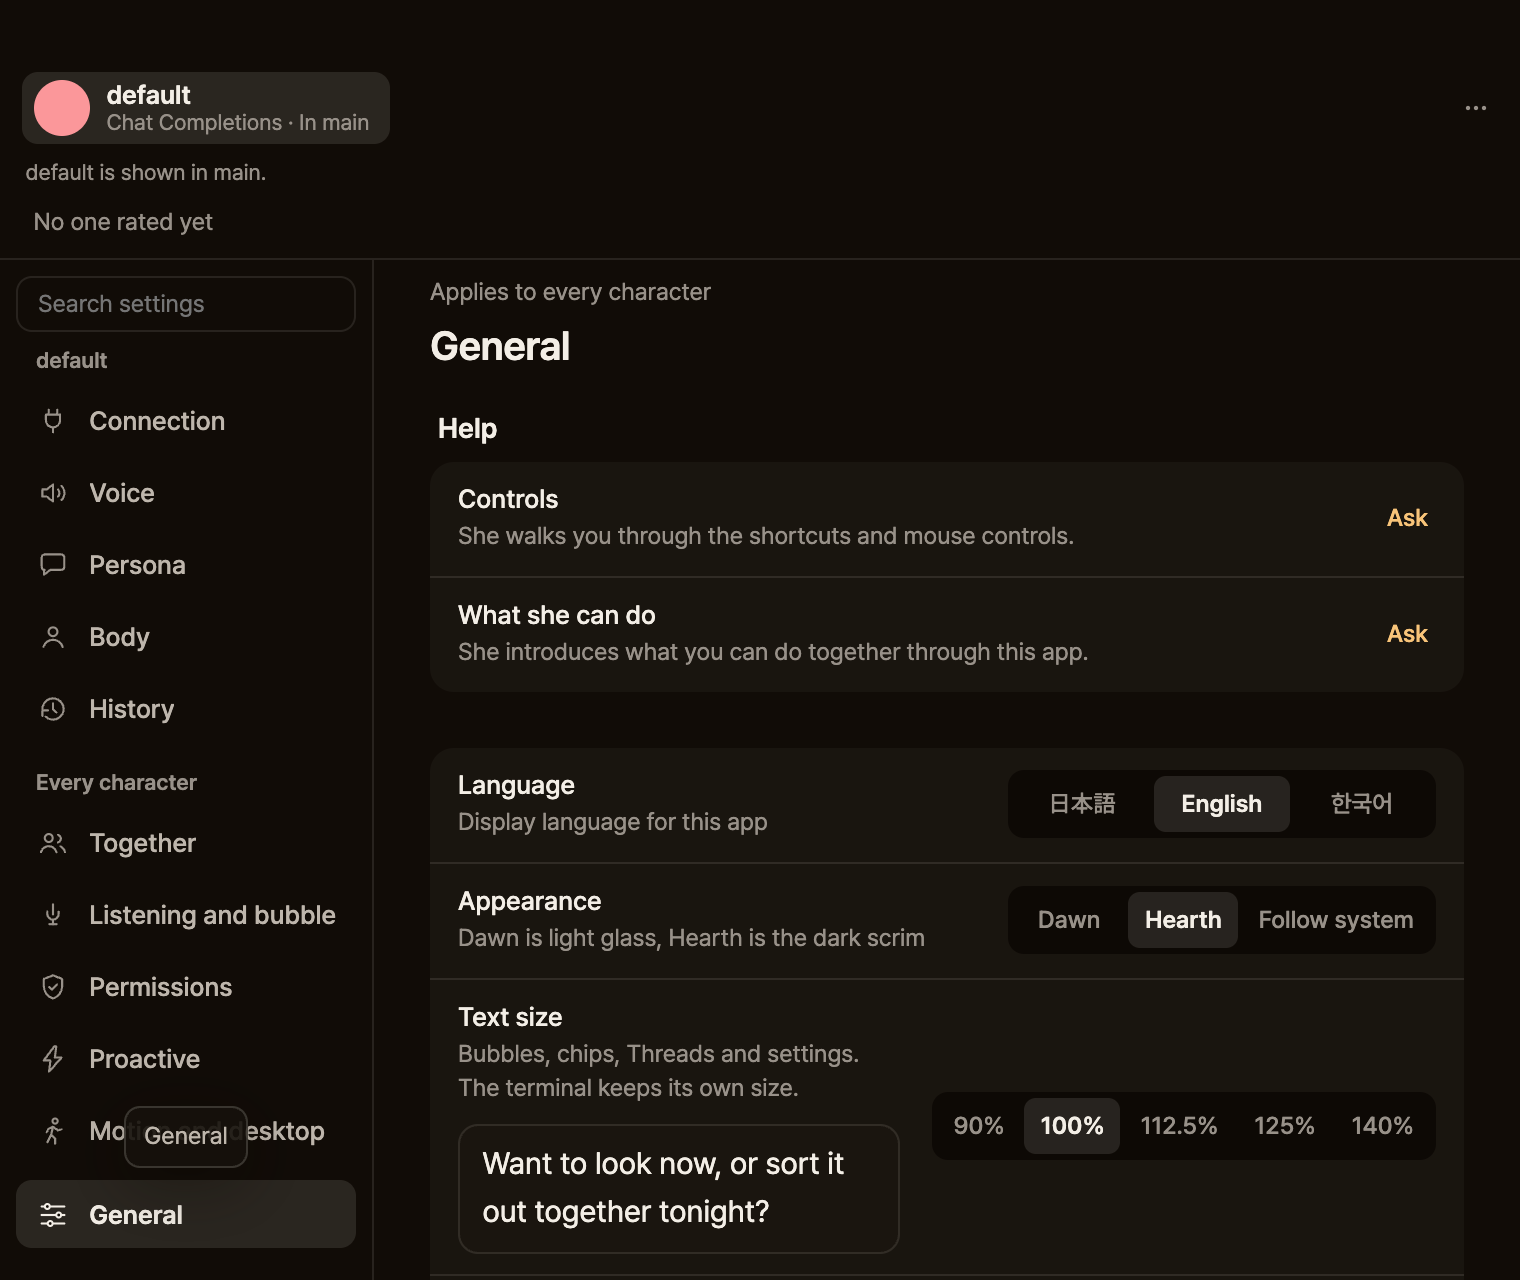 default
Chat Completions · In main
default is shown in main.
No one rated yet
Search settings
default
Connection
Voice
Persona
Body
History
Every character
Together
Listening and bubble
Permissions
Proactive
Motion and desktop
General
General
Applies to every character
General
Help
Controls
She walks you through the shortcuts and mouse controls.
Ask
What she can do
She introduces what you can do together through this app.
Ask
Language
Display language for this app
日本語 English 한국어
Appearance
Dawn is light glass, Hearth is the dark scrim
Dawn Hearth Follow system
Text size
Bubbles, chips, Threads and settings.
The terminal keeps its own size.
90% 100% 112.5% 125% 140%
Want to look now, or sort it
out together tonight?